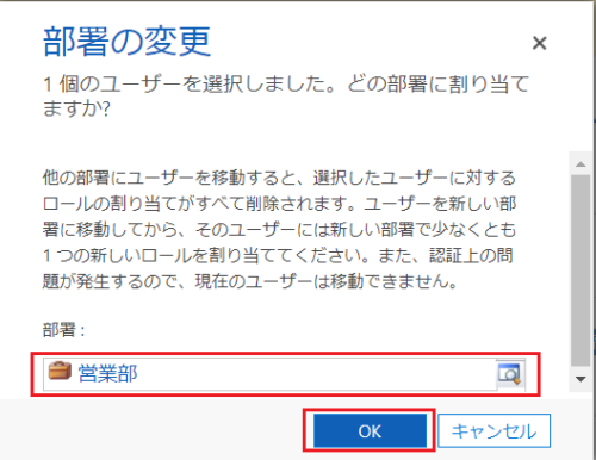 部署の変更
1 個のユーザーを選択しました。どの部署に割り当て
ますか?
他の部署にユーザーを移動すると、選択したユーザーに対する
ロールの割り当てがすべて削除されます。ユーザーを新しい部
署に移動してから、そのユーザーには新しい部署で少なくとも
1 つの新しいロールを割り当ててください。また、認証上の問
題が発生するので、現在のユーザーは移動できません。
部署 :
営業部
OK
キャンセル